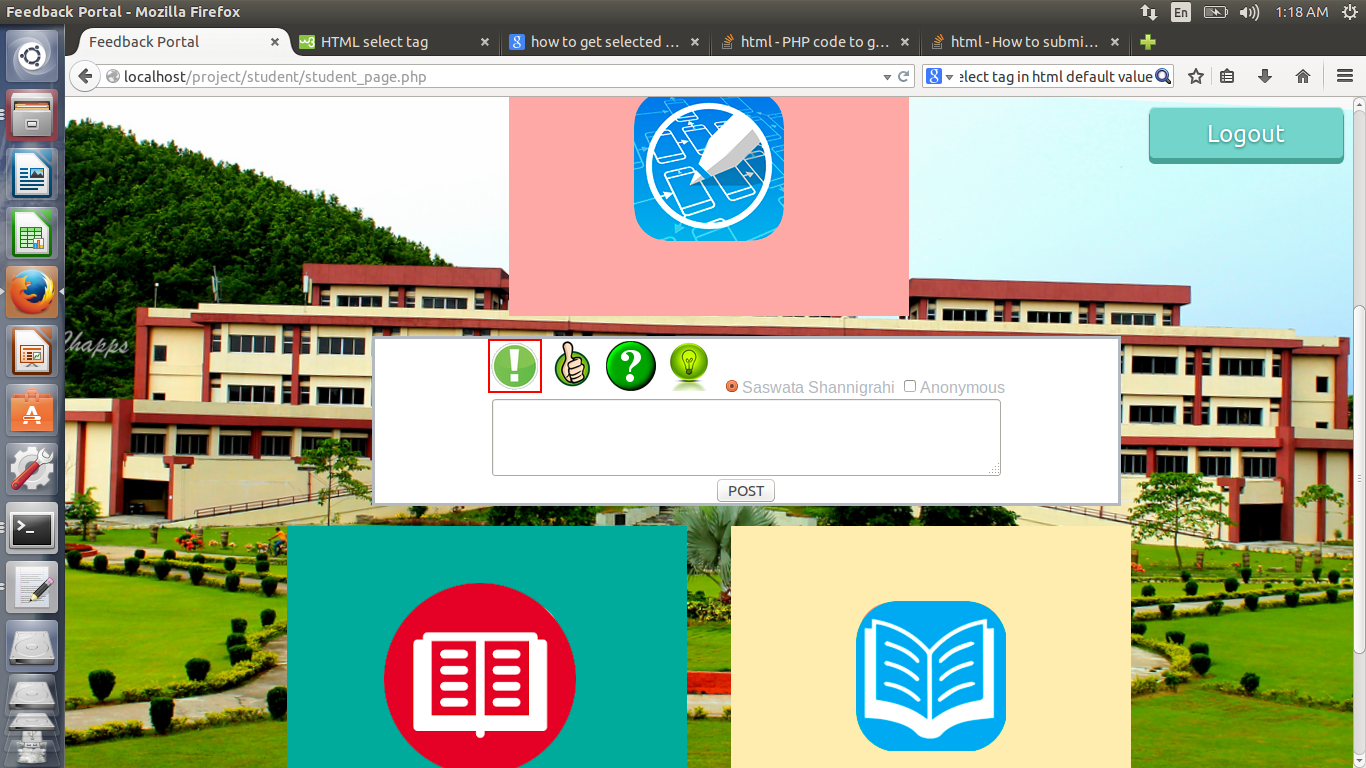 Feedback Portal - Mozilla Firefox
En
1:18 AM
Feedback Portal
HTML select tag
how to get selected ...
html - PHP code to g...
html - How to submi...
localhost/project/student/student_page.php
elect tag in html default value
Logout
happs
Saswata Shannigrahi
Anonymous
POST